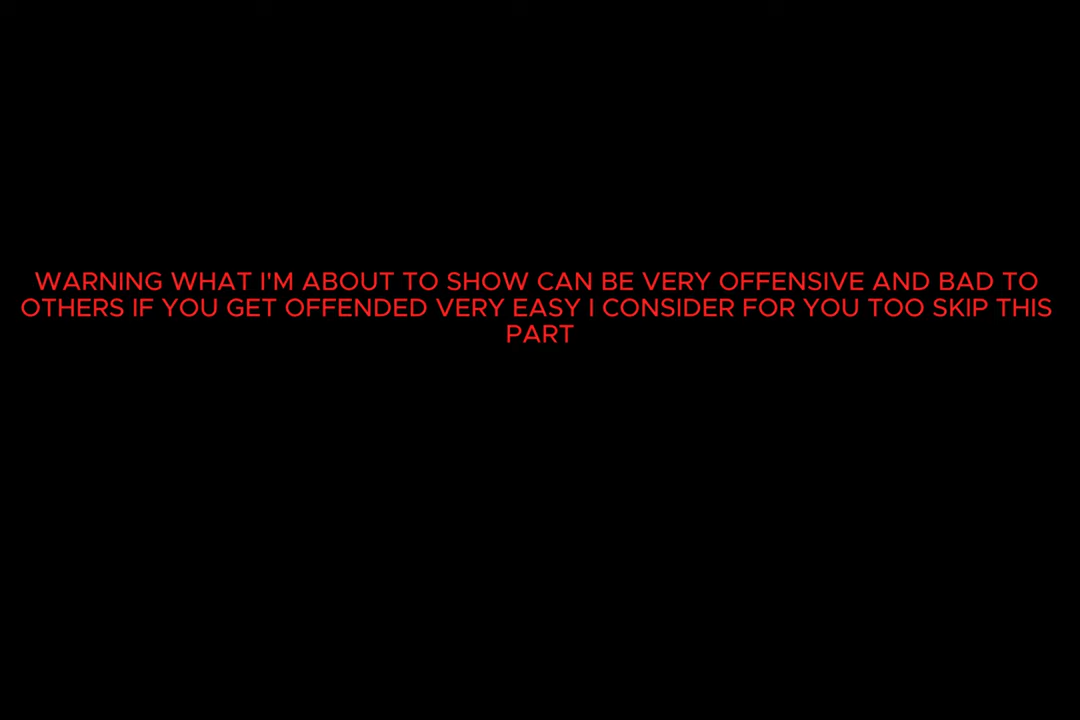 WARNING WHAT I'M ABOUT TO SHOW CAN BE VERY OFFENSIVE AND BAD TO
OTHERS IF YOU GET OFFENDED VERY EASY I CONSIDER FOR YOU TOO SKIP THIS
PART